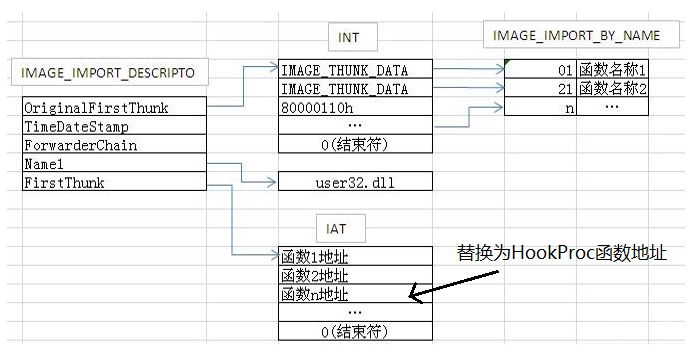 INT
IMAGE_IMPORT_BY_NAME
IMAGE_IMPORT_DESCRIPTO
IMAGE_THUNK_DATA
01 函数名称1
IMAGE_THUNK_DATA
21 函数名称2
OriginalFirstThunk
80000110h
n …
TimeDateStamp
…
ForwarderChain
0(结束符)
Name1
FirstThunk
user32.dll
IAT
函数1地址
替换为HookProc函数地址
函数2地址
函数n地址
…
0(结束符)